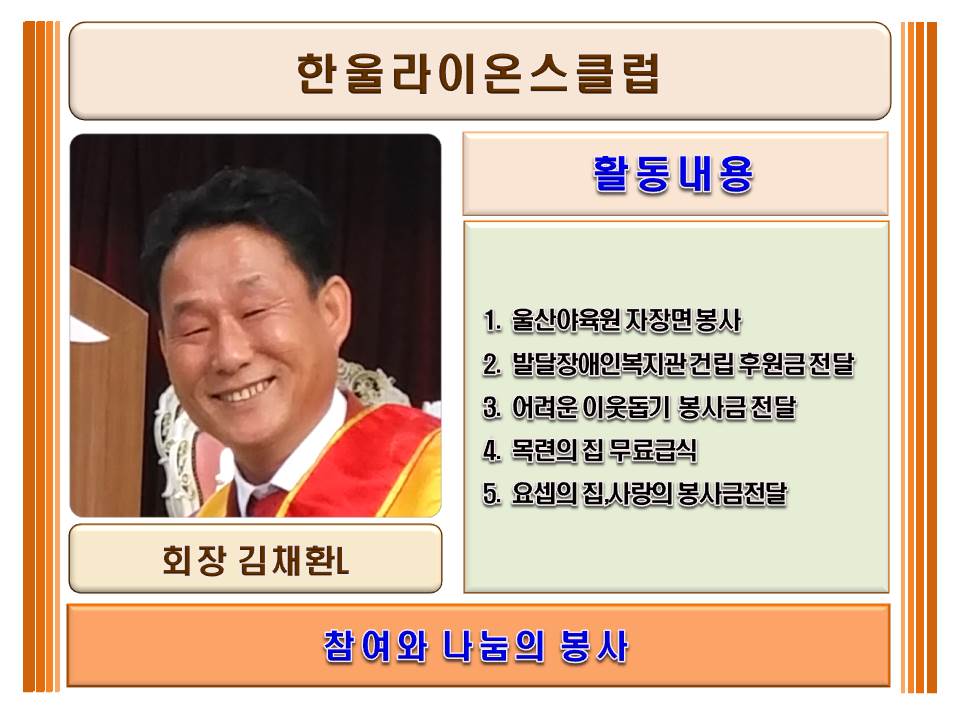 한울라이온스클럽
활동내용
1. 울산야육원 자장면 봉사
2. 발달장애인복지관 건립 후원금 전달
3. 어려운 이웃돕기 봉사금 전달
4. 목련의 집 무료급식
5. 요셉의 집,사랑의 봉사금전달
회장 김채환L
참여와 나눔의 봉사